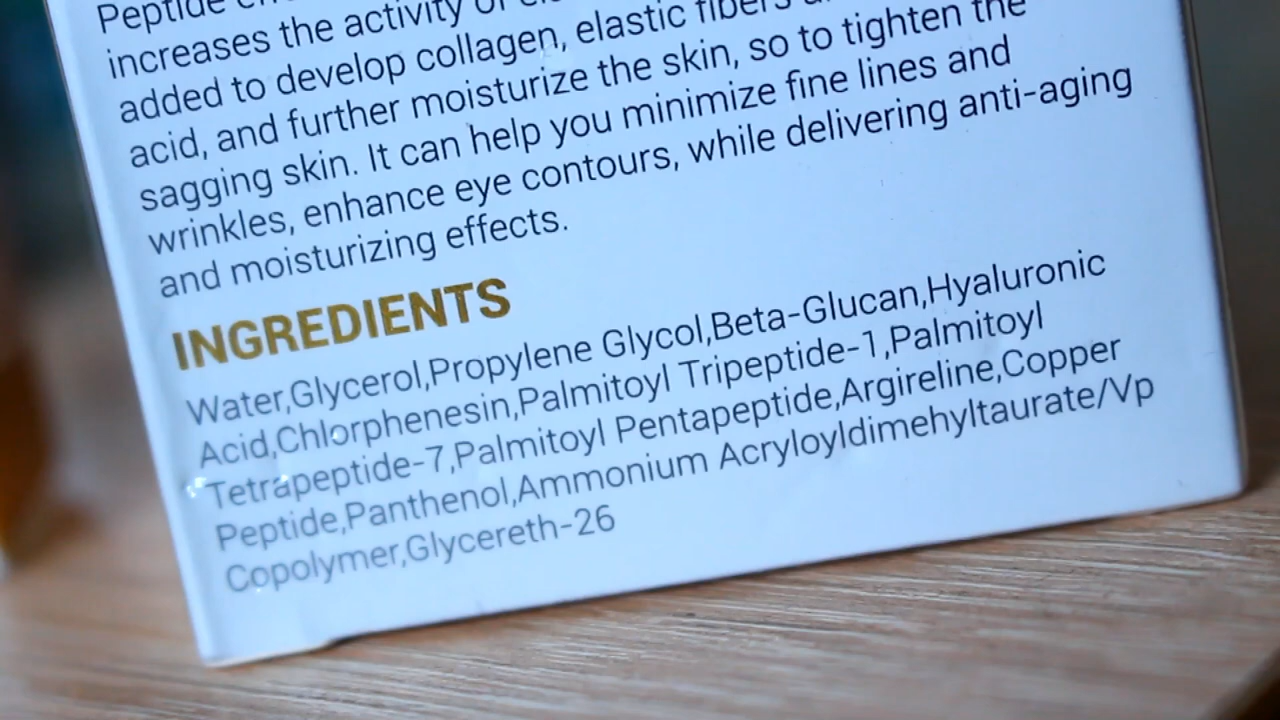 Peptide
increases the activity of
added to develop collagen, elastic fibers
acid, and further moisturize the skin, so to tighten the
sagging skin. It can help you minimize fine lines and
wrinkles, enhance eye contours, while delivering anti-aging
and moisturizing effects.
INGREDIENTS
Water,Glycerol,Propylene Glycol,Beta-Glucan,Hyaluronic
Acid,Chlorphenesin,Palmitoyl Tripeptide-1,Palmitoyl
Tetrapeptide-7,Palmitoyl Pentapeptide,Argireline,Copper
Peptide,Panthenol,Ammonium Acryloyldimehyltaurate/Vp
Copolymer,Glycereth-26